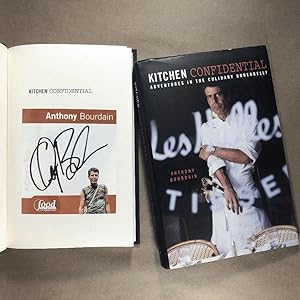 KITCHEN CONFIDENTIAL
Anthony Bourdain
food
KITCHEN CONFIDENTIAL
ADVENTURES IN THE CULINARY UNDERBELLY
Les Halles
ANTHONY
BOURDAIN